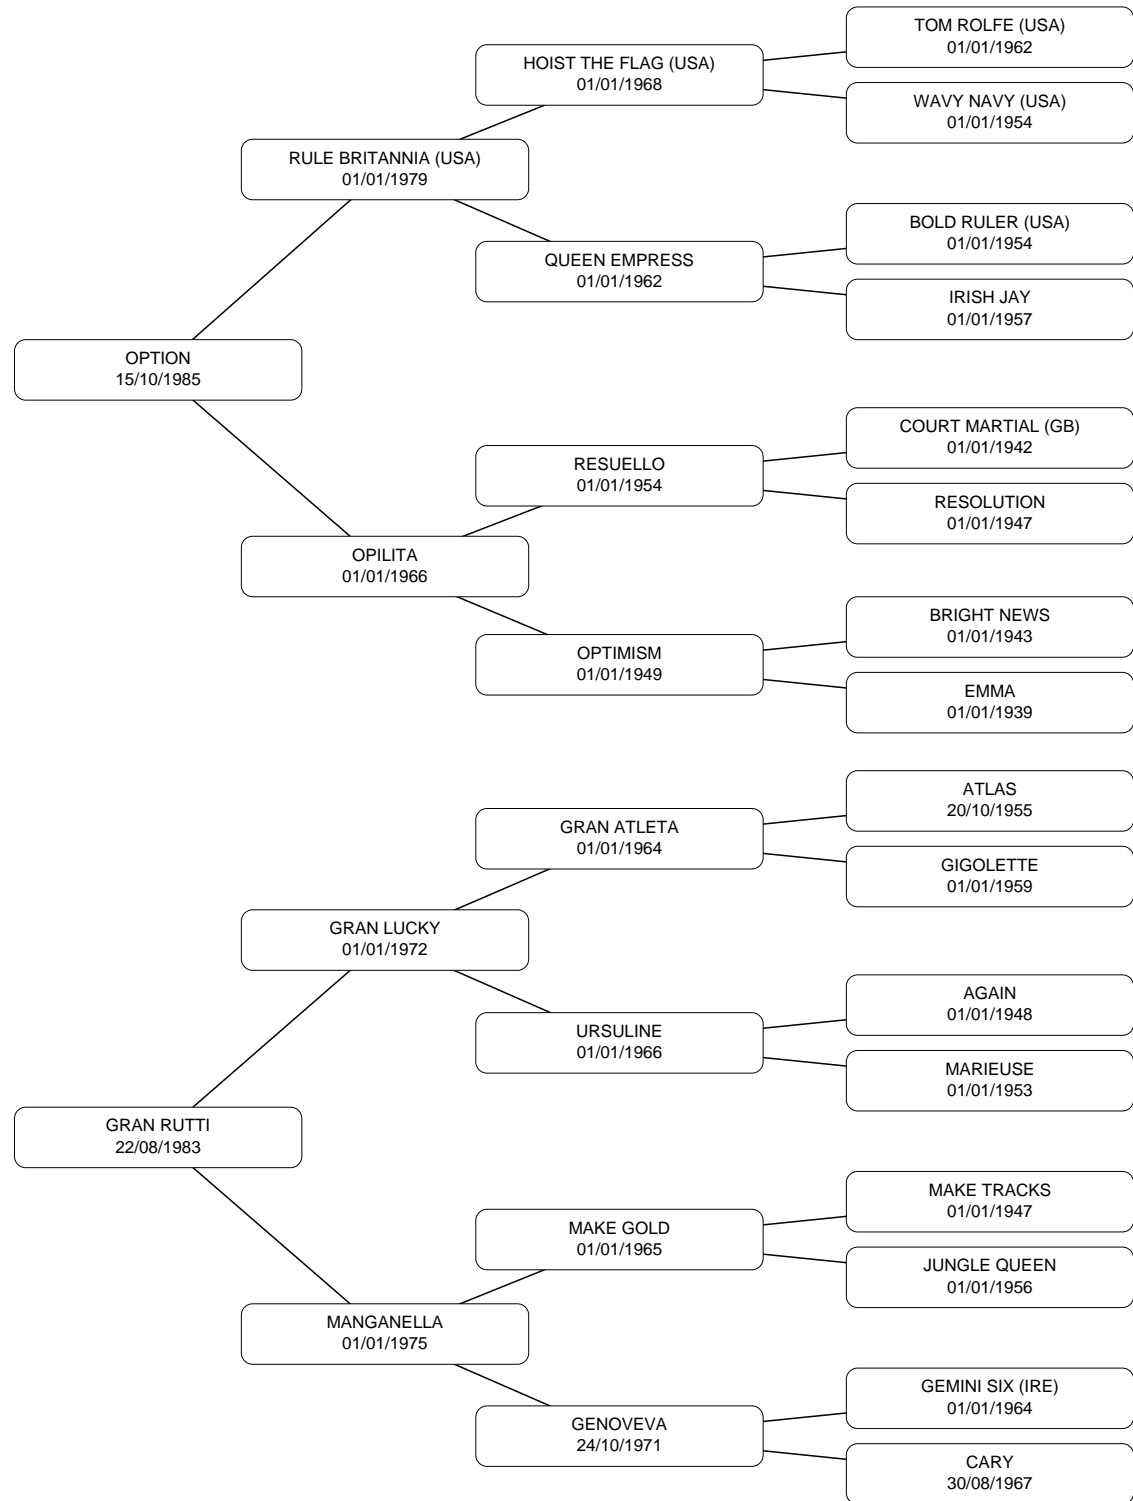 TOM ROLFE (USA)
01/01/1962
HOIST THE FLAG (USA)
01/01/1968
WAVY NAVY (USA)
01/01/1954
RULE BRITANNIA (USA)
01/01/1979
BOLD RULER (USA)
01/01/1954
QUEEN EMPRESS
01/01/1962
IRISH JAY
01/01/1957
OPTION
15/10/1985
COURT MARTIAL (GB)
01/01/1942
RESUELLO
01/01/1954
RESOLUTION
01/01/1947
OPILITA
01/01/1966
BRIGHT NEWS
01/01/1943
OPTIMISM
01/01/1949
EMMA
01/01/1939
ATLAS
20/10/1955
GRAN ATLETA
01/01/1964
GIGOLETTE
01/01/1959
GRAN LUCKY
01/01/1972
AGAIN
01/01/1948
URSULINE
01/01/1966
MARIEUSE
01/01/1953
GRAN RUTTI
22/08/1983
MAKE TRACKS
01/01/1947
MAKE GOLD
01/01/1965
JUNGLE QUEEN
01/01/1956
MANGANELLA
01/01/1975
GEMINI SIX (IRE)
01/01/1964
GENOVEVA
24/10/1971
CARY
30/08/1967